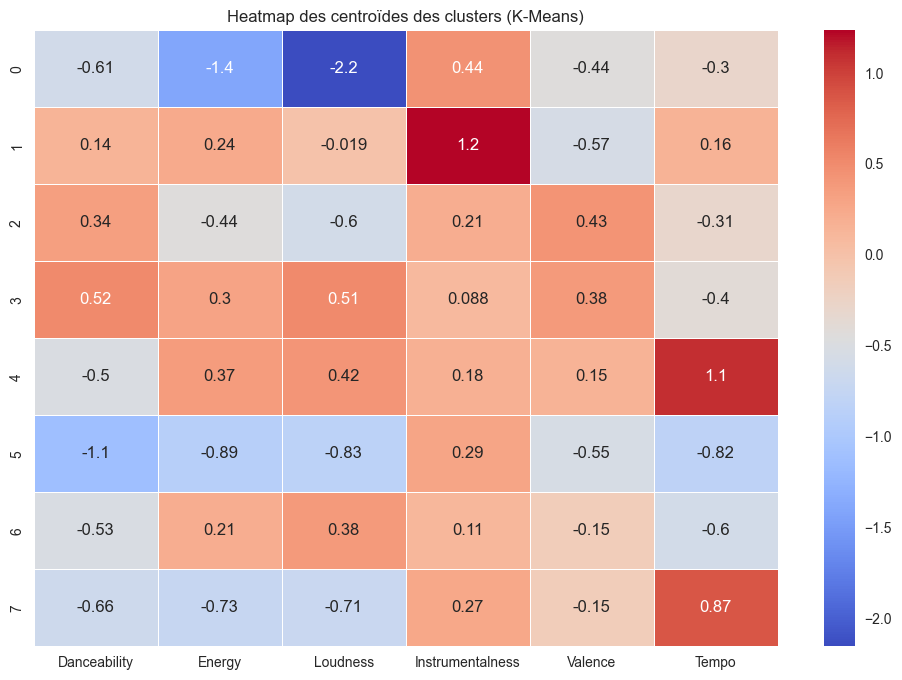 Heatmap des centroïdes des clusters (K-Means)
0 -0.61 -1.4 -2.2 0.44 -0.44 -0.3
1 0.14 0.24 -0.019 1.2 -0.57 0.16
2 0.34 -0.44 -0.6 0.21 0.43 -0.31
3 0.52 0.3 0.51 0.088 0.38 -0.4
4 -0.5 0.37 0.42 0.18 0.15 1.1
5 -1.1 -0.89 -0.83 0.29 -0.55 -0.82
6 -0.53 0.21 0.38 0.11 -0.15 -0.6
7 -0.66 -0.73 -0.71 0.27 -0.15 0.87
Danceability Energy Loudness Instrumentalness Valence Tempo
1.0
0.5
0.0
-0.5
-1.0
-1.5
-2.0